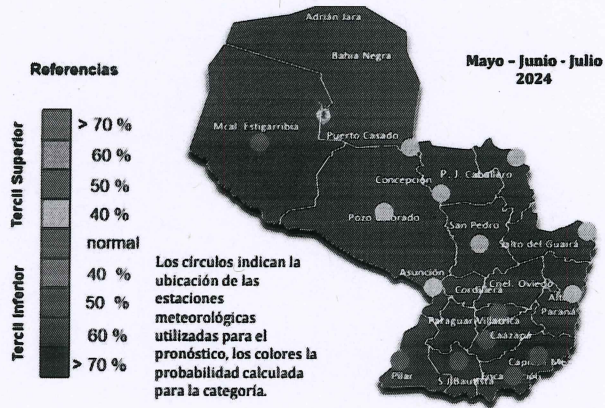 Adrián Jara
Bahía Negra
Mayo - Junio - Julio
2024
Referencias
Tercil Superior
Tercil Inferior
> 70 %
60 %
50 %
40 %
normal
40 %
50 %
60 %
> 70 %
Mcal. Estigarribia
Puerto Casado
Concepción
P. J. Caballero
Pozo Colorado
San Pedro
Salto del Guairá
Asunción
Cordillera
Cnel. Oviedo
Alto
Paraná
Paraguarí
Villarrica
Caazapá
Pilar
S J Bautista
Los círculos indican la
ubicación de las
estaciones
meteorológicas
utilizadas para el
pronóstico, los colores la
probabilidad calculada
para la categoría.